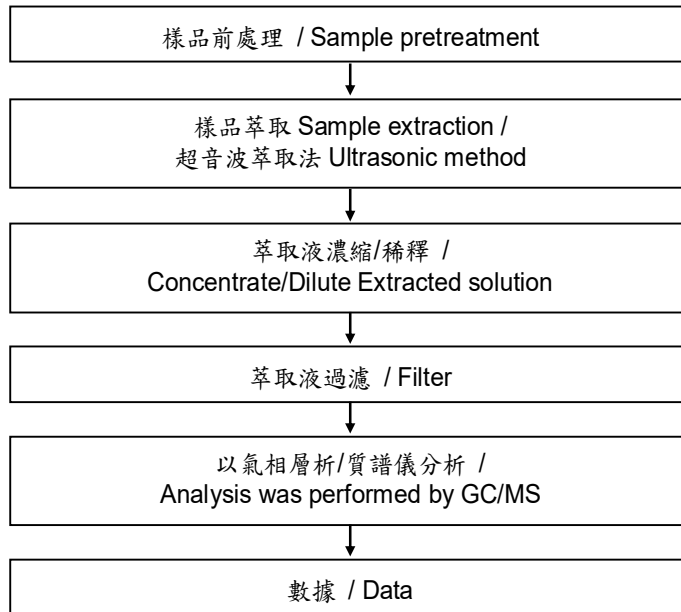 樣品前處理 / Sample pretreatment
樣品萃取 Sample extraction /
超音波萃取法 Ultrasonic method
萃取液濃縮/稀釋 /
Concentrate/Dilute Extracted solution
萃取液過濾 / Filter
以氣相層析/質譜儀分析 /
Analysis was performed by GC/MS
數據 / Data